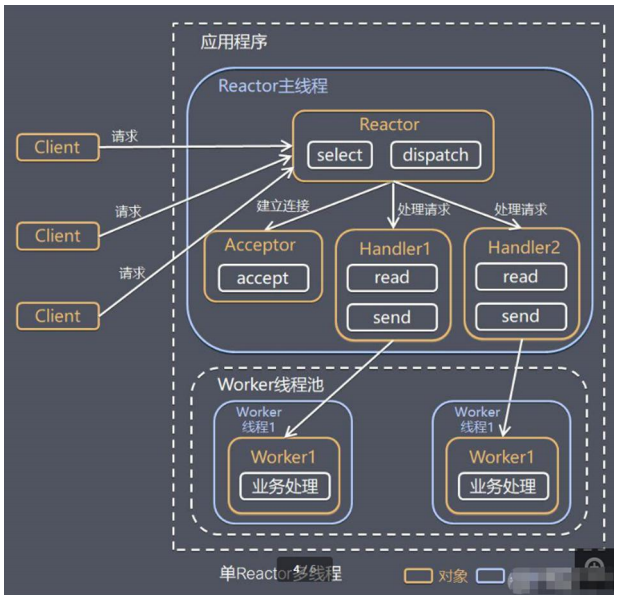 应用程序
Reactor主线程
Reactor
select
dispatch
Client
请求
Client
请求
Client
请求
建立连接
处理请求
处理请求
Acceptor
accept
Handler1
read
send
Handler2
read
send
Worker线程池
Worker
线程1
Worker1
业务处理
Worker
线程1
Worker1
业务处理
单Reactor多线程
4 / 6
对象